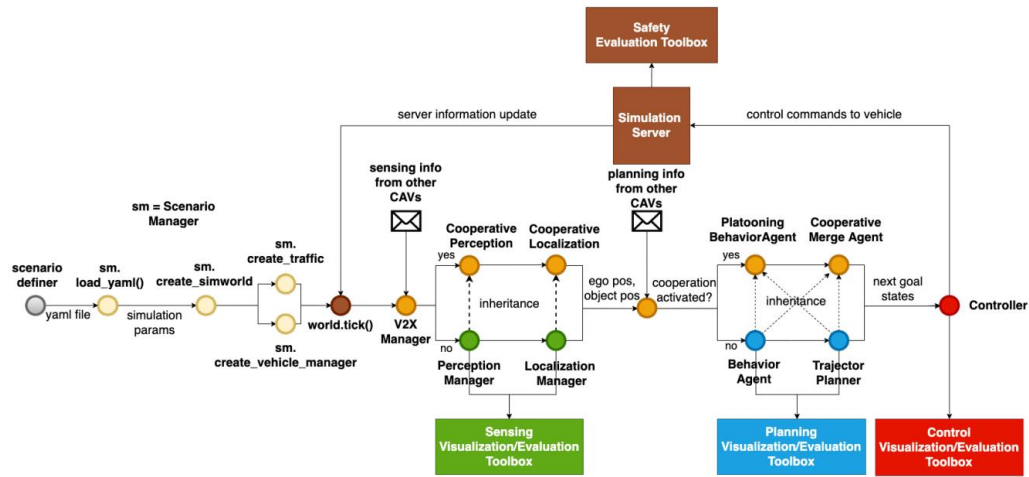 Safety
Evaluation Toolbox
Simulation
Server
server information update
control commands to vehicle
sensing info
from other
CAVs
planning info
from other
CAVs
sm = Scenario
Manager
scenario
definer
yaml file
sm.
load_yaml()
simulation
params
sm.
create_simworld
sm.
create_traffic
sm.
create_vehicle_manager
world.tick()
V2X
Manager
yes
no
Cooperative
Perception
Cooperative
Localization
inheritance
Perception
Manager
Localization
Manager
ego pos,
object pos
cooperation
activated?
yes
no
Platooning
BehaviorAgent
Cooperative
Merge Agent
inheritance
Behavior
Agent
Trajector
Planner
next goal
states
Controller
Sensing
Visualization/Evaluation
Toolbox
Planning
Visualization/Evaluation
Toolbox
Control
Visualization/Evaluation
Toolbox